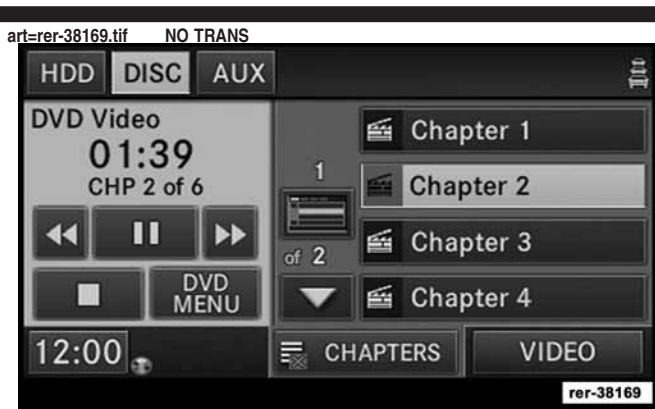 art=rer-38169.tif NO TRANS
HDD DISC AUX
DVD Video
01:39
CHP 2 of 6
DVD
MENU
12:00
1
of 2
Chapter 1
Chapter 2
Chapter 3
Chapter 4
CHAPTERS VIDEO
rer-38169